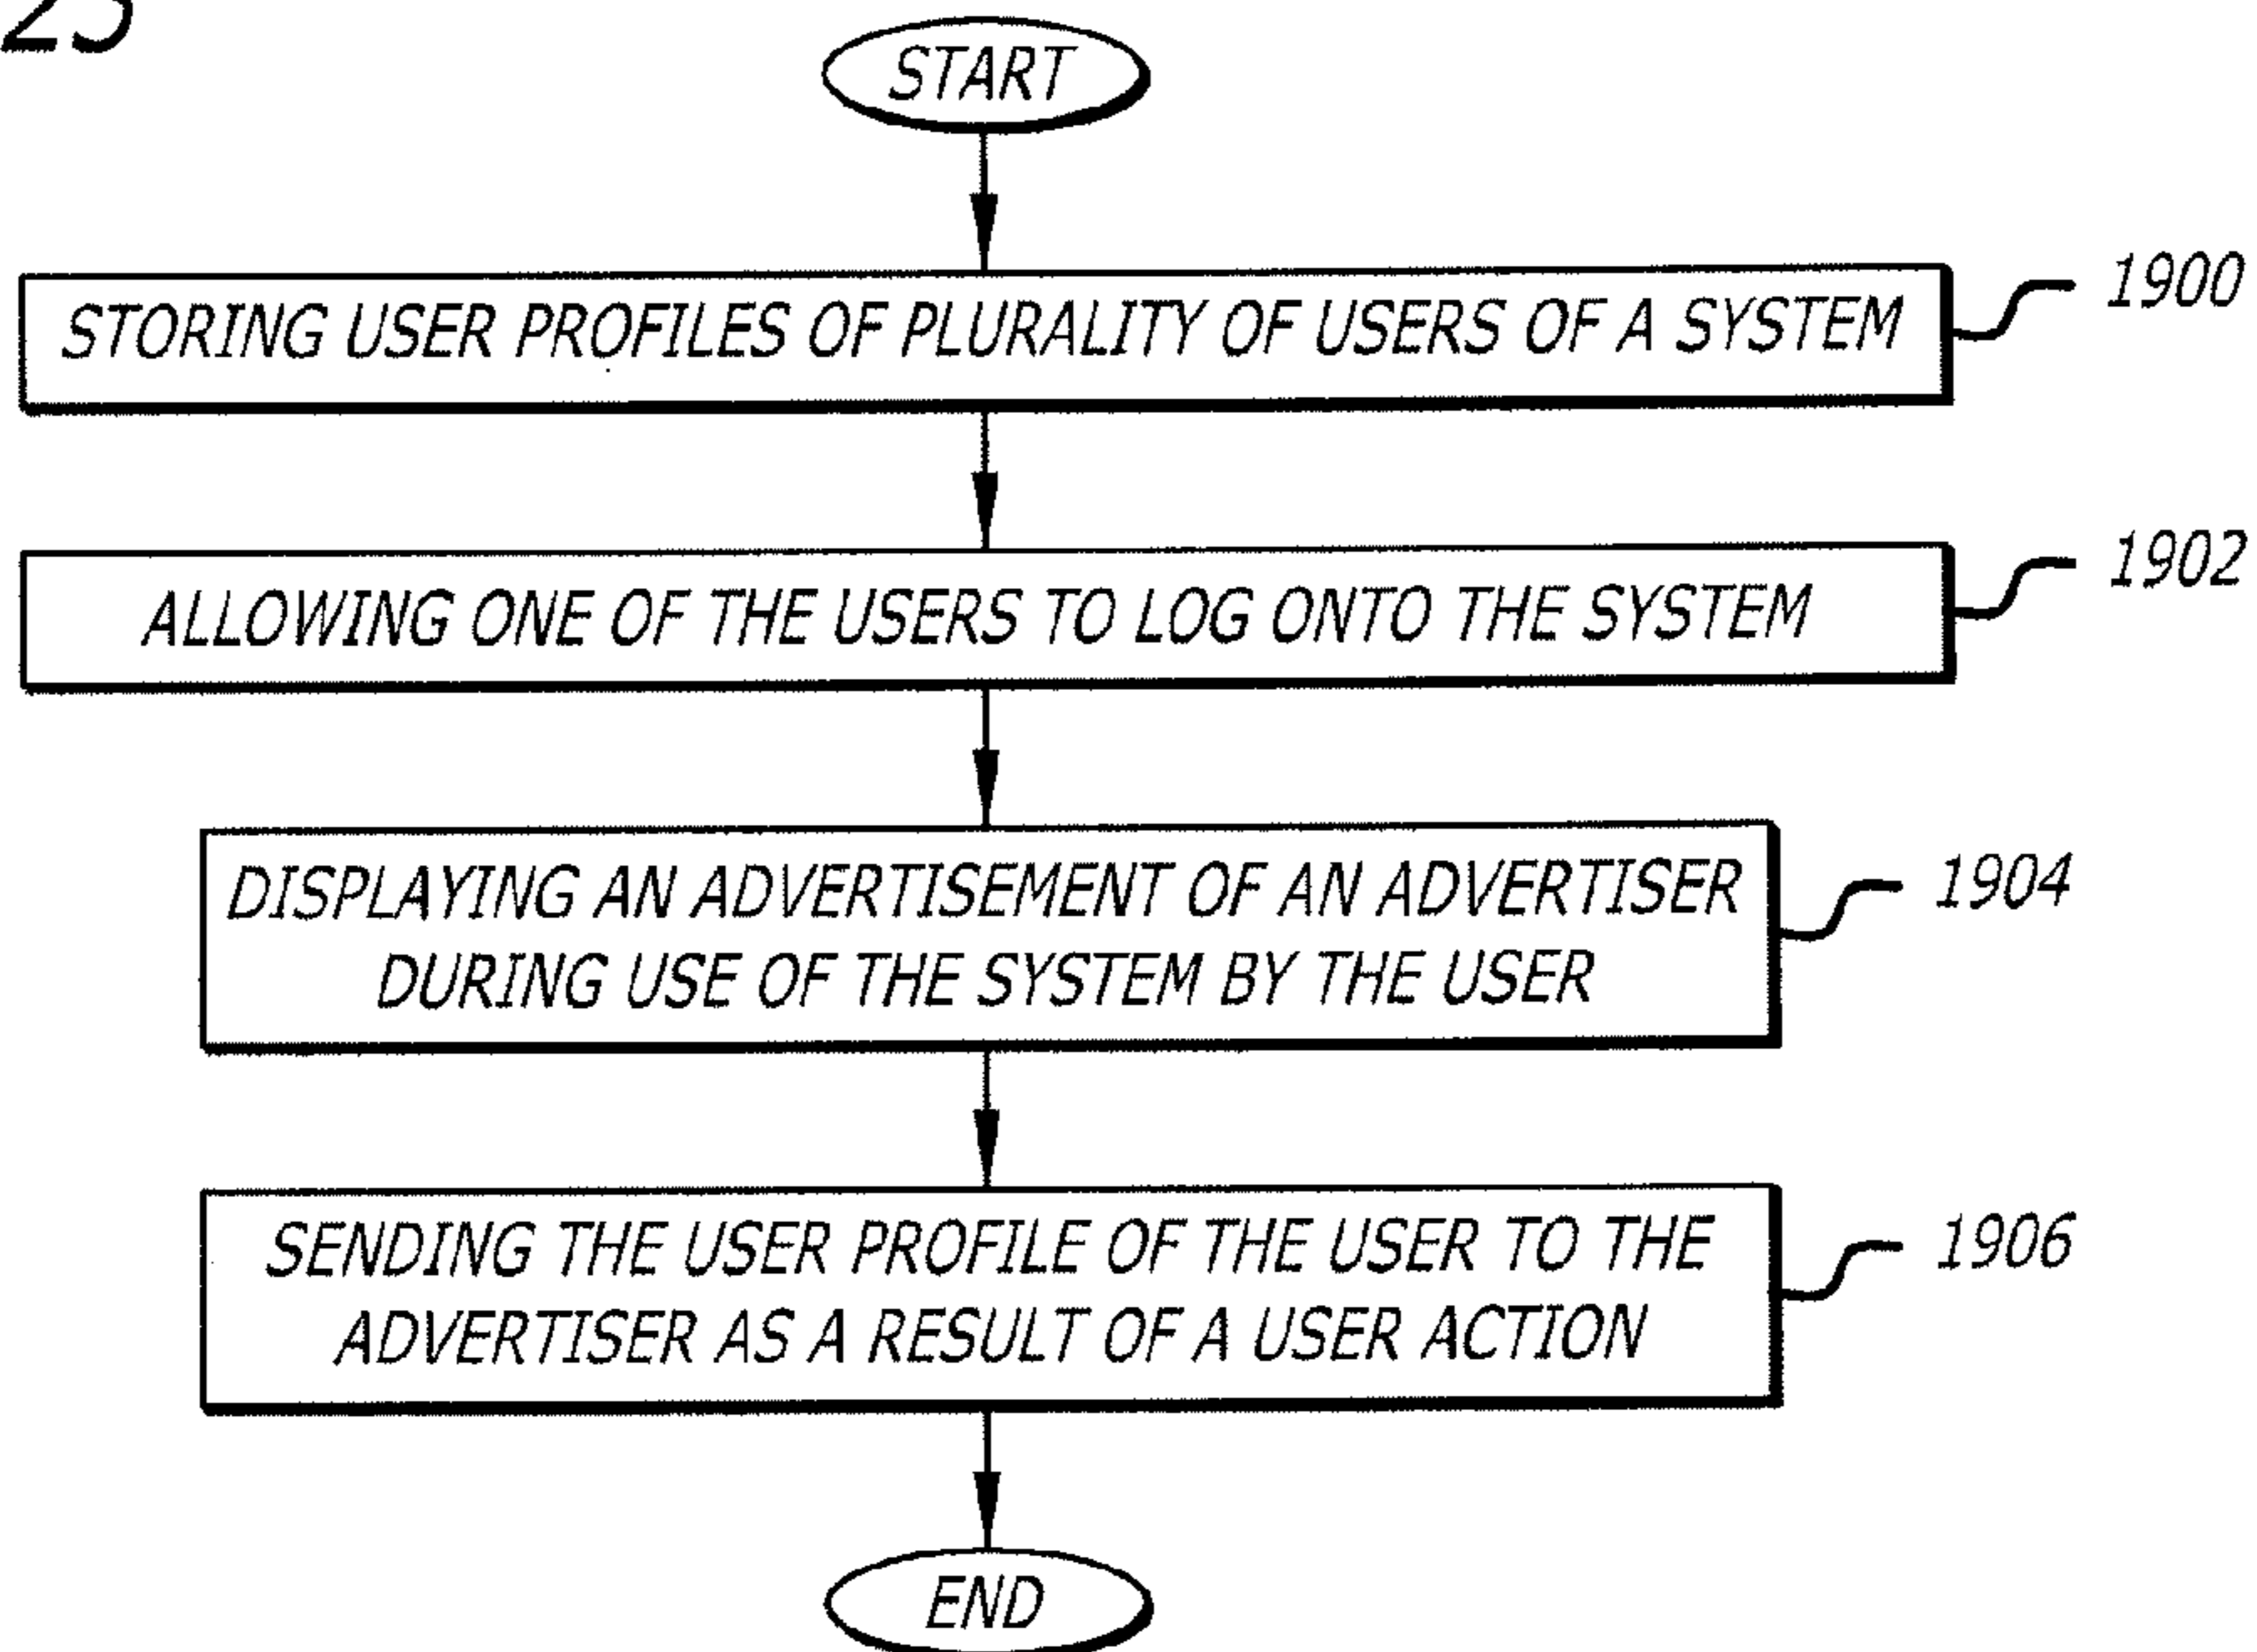 START
STORING USER PROFILES OF PLURALITY OF USERS OF A SYSTEM
1900
ALLOWING ONE OF THE USERS TO LOG ONTO THE SYSTEM
1902
DISPLAYING AN ADVERTISEMENT OF AN ADVERTISER
DURING USE OF THE SYSTEM BY THE USER
1904
SENDING THE USER PROFILE OF THE USER TO THE
ADVERTISER AS A RESULT OF A USER ACTION
1906
END